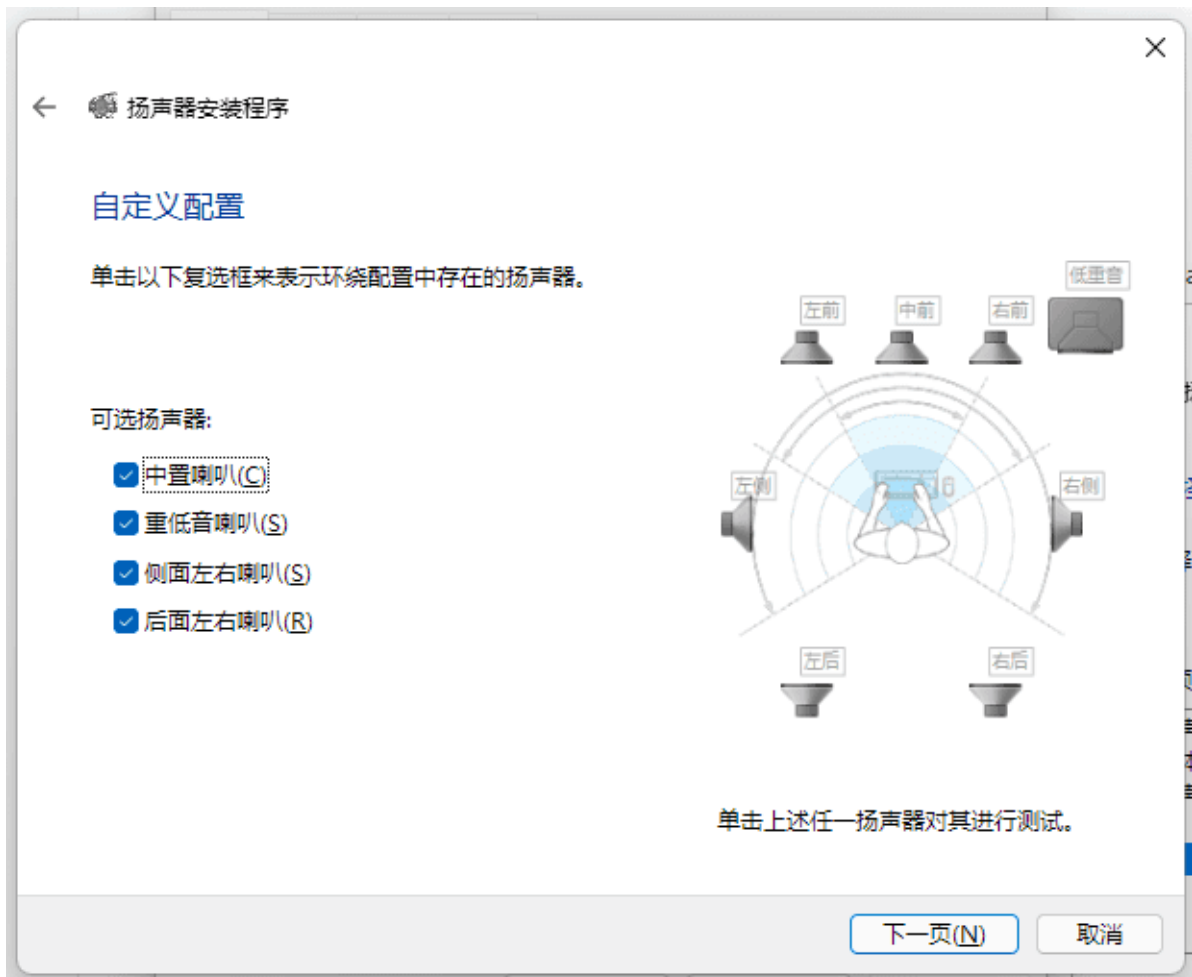 扬声器安装程序
自定义配置
单击以下复选框来表示环绕配置中存在的扬声器。
低重音
左前 中前 右前
可选扬声器:
中置喇叭(C)
重低音喇叭(S)
侧面左右喇叭(S)
后面左右喇叭(R)
左侧 右侧
左后 右后
单击上述任一扬声器对其进行测试。
下一页(N) 取消